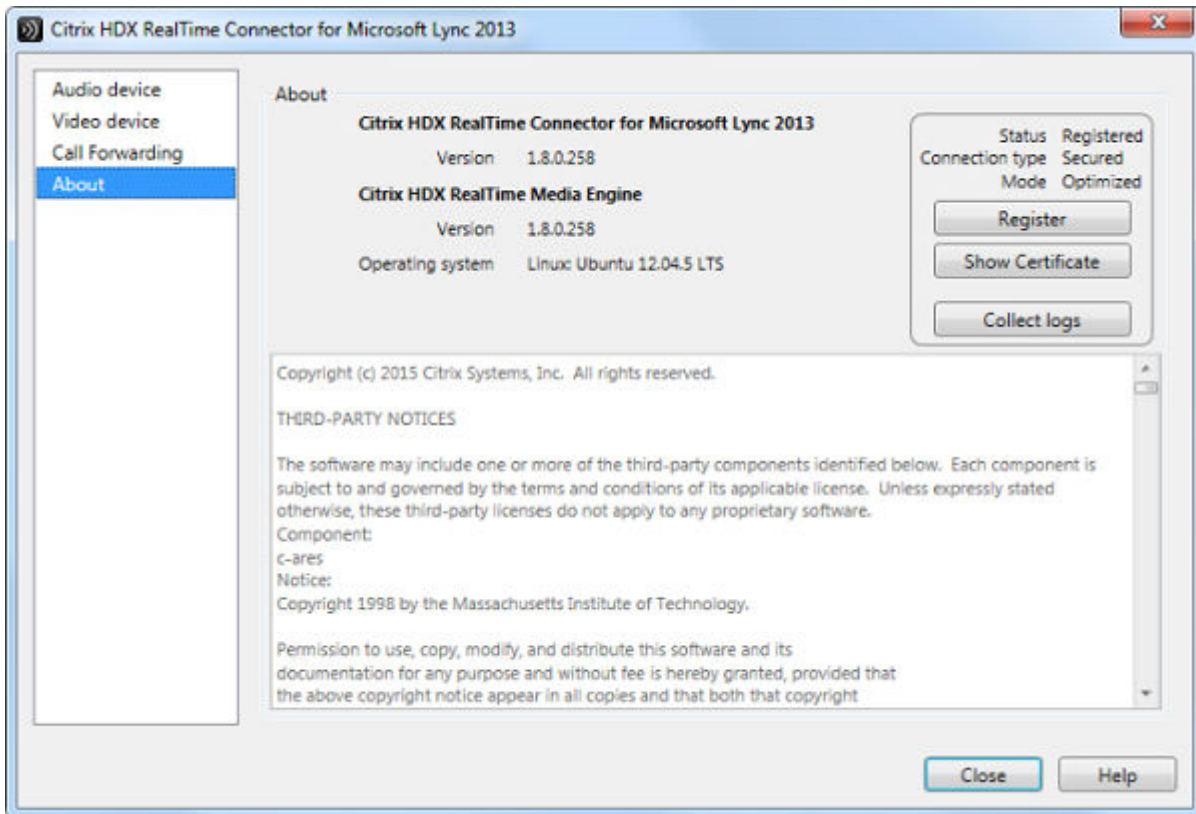 Citrix HDX RealTime Connector for Microsoft Lync 2013
Audio device
Video device
Call Forwarding
About
About
Citrix HDX RealTime Connector for Microsoft Lync 2013
Version 1.8.0.258
Citrix HDX RealTime Media Engine
Version 1.8.0.258
Operating system Linux: Ubuntu 12.04.5 LTS
Status Registered
Connection type Secured
Mode Optimized
Register
Show Certificate
Collect logs
Copyright (c) 2015 Citrix Systems, Inc. All rights reserved.
THIRD-PARTY NOTICES
The software may include one or more of the third-party components identified below. Each component is
subject to and governed by the terms and conditions of its applicable license. Unless expressly stated
otherwise, these third-party licenses do not apply to any proprietary software.
Component:
c-ares
Notice:
Copyright 1998 by the Massachusetts Institute of Technology.
Permission to use, copy, modify, and distribute this software and its
documentation for any purpose and without fee is hereby granted, provided that
the above copyright notice appear in all copies and that both that copyright
Close
Help